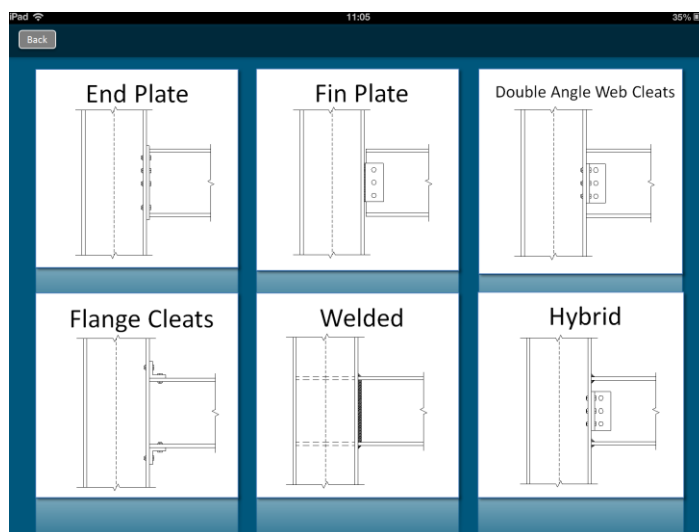 iPad
11:05
35%
Back
End Plate
Fin Plate
Double Angle Web Cleats
Flange Cleats
Welded
Hybrid